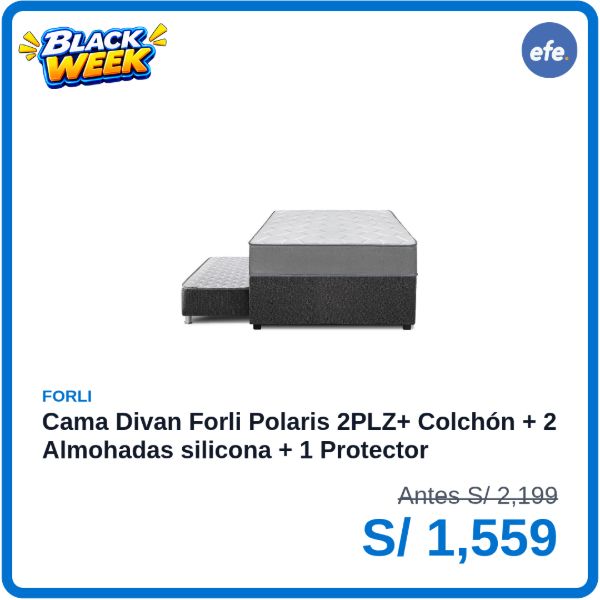 BLACK
WEEK
efe.
FORLI
Cama Divan Forli Polaris 2PLZ+ Colchón + 2
Almohadas silicona + 1 Protector
Antes S/ 2,199
S/ 1,559